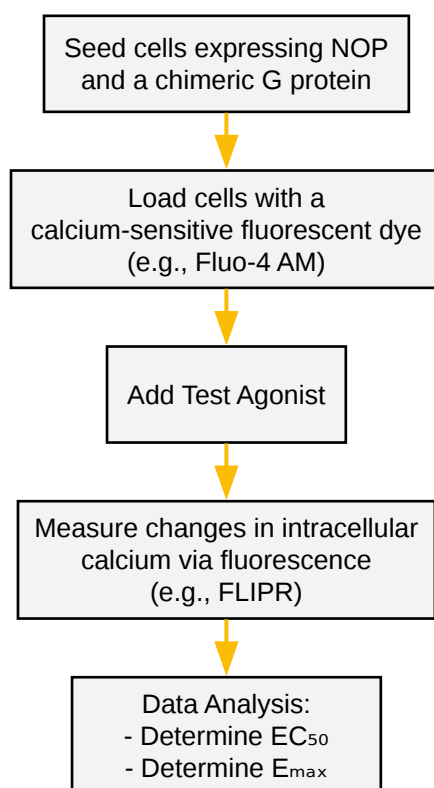 Seed cells expressing NOP
and a chimeric G protein
Load cells with a
calcium-sensitive fluorescent dye
(e.g., Fluo-4 AM)
Add Test Agonist
Measure changes in intracellular
calcium via fluorescence
(e.g., FLIPR)
Data Analysis:
- Determine EC₅₀
- Determine Eₘₐₓ